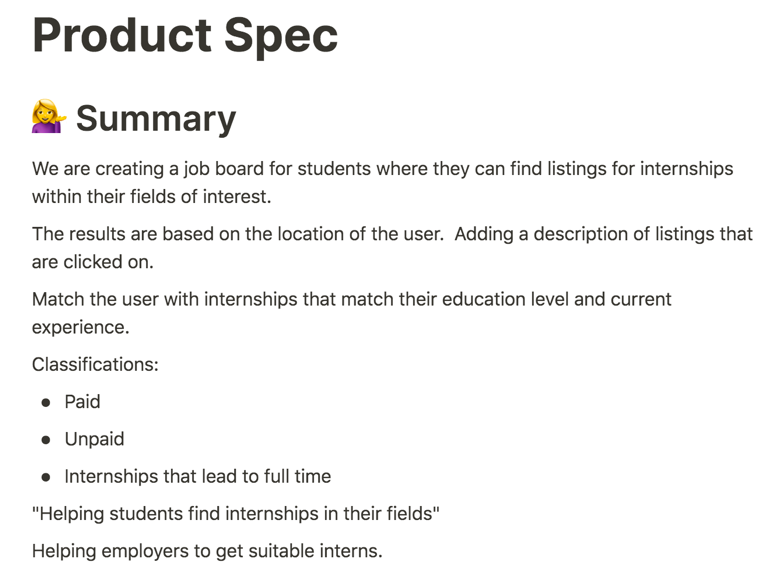 Product Spec
Summary
We are creating a job board for students where they can find listings for internships
within their fields of interest.
The results are based on the location of the user.  Adding a description of listings that
are clicked on.
Match the user with internships that match their education level and current
experience.
Classifications:
• Paid
• Unpaid
• Internships that lead to full time
"Helping students find internships in their fields"
Helping employers to get suitable interns.